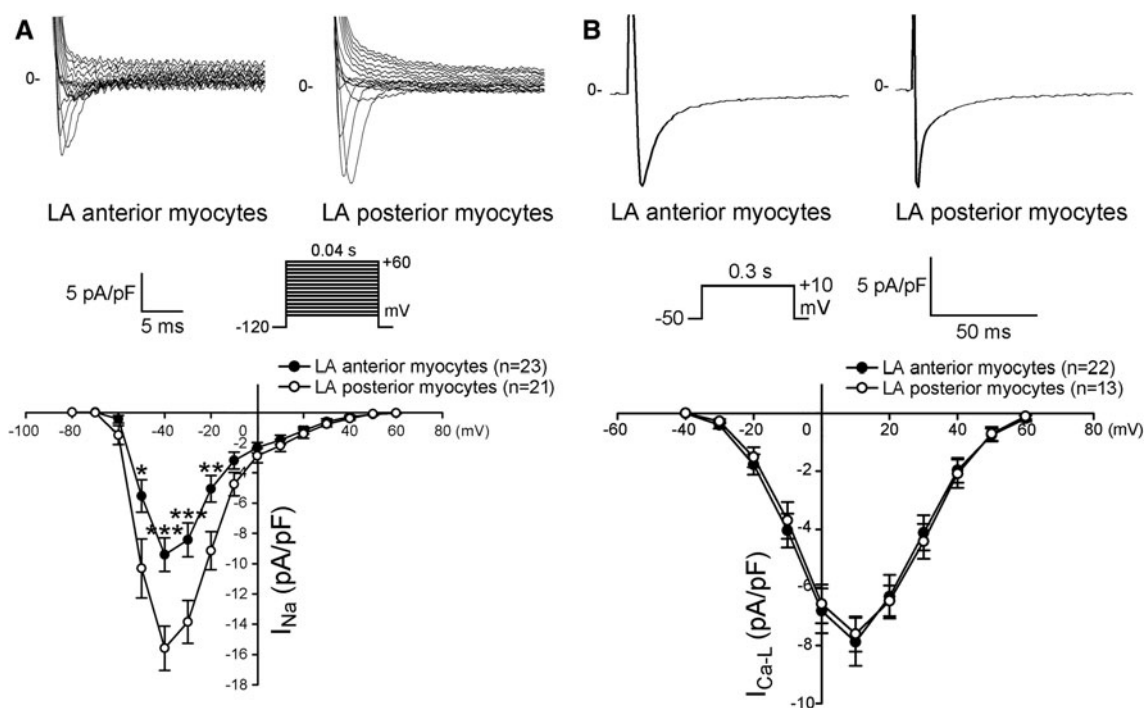 A
0-
0-
LA anterior myocytes
LA posterior myocytes
5 pA/pF
5 ms
0.04 s
+60
mV
-120
LA anterior myocytes (n=23)
LA posterior myocytes (n=21)
-100 -80 -60 -40 -20 0 20 40 60 80 (mV)
-2
-4
-6
-8
-10
-12
-14
-16
-18
*
**
***
***
I_Na (pA/pF)
B
0-
0-
LA anterior myocytes
LA posterior myocytes
0.3 s
+10
mV
-50
5 pA/pF
50 ms
LA anterior myocytes (n=22)
LA posterior myocytes (n=13)
-60 -40 -20 0 20 40 60 80 (mV)
-2
-4
-6
-8
-10
I_Ca-L (pA/pF)